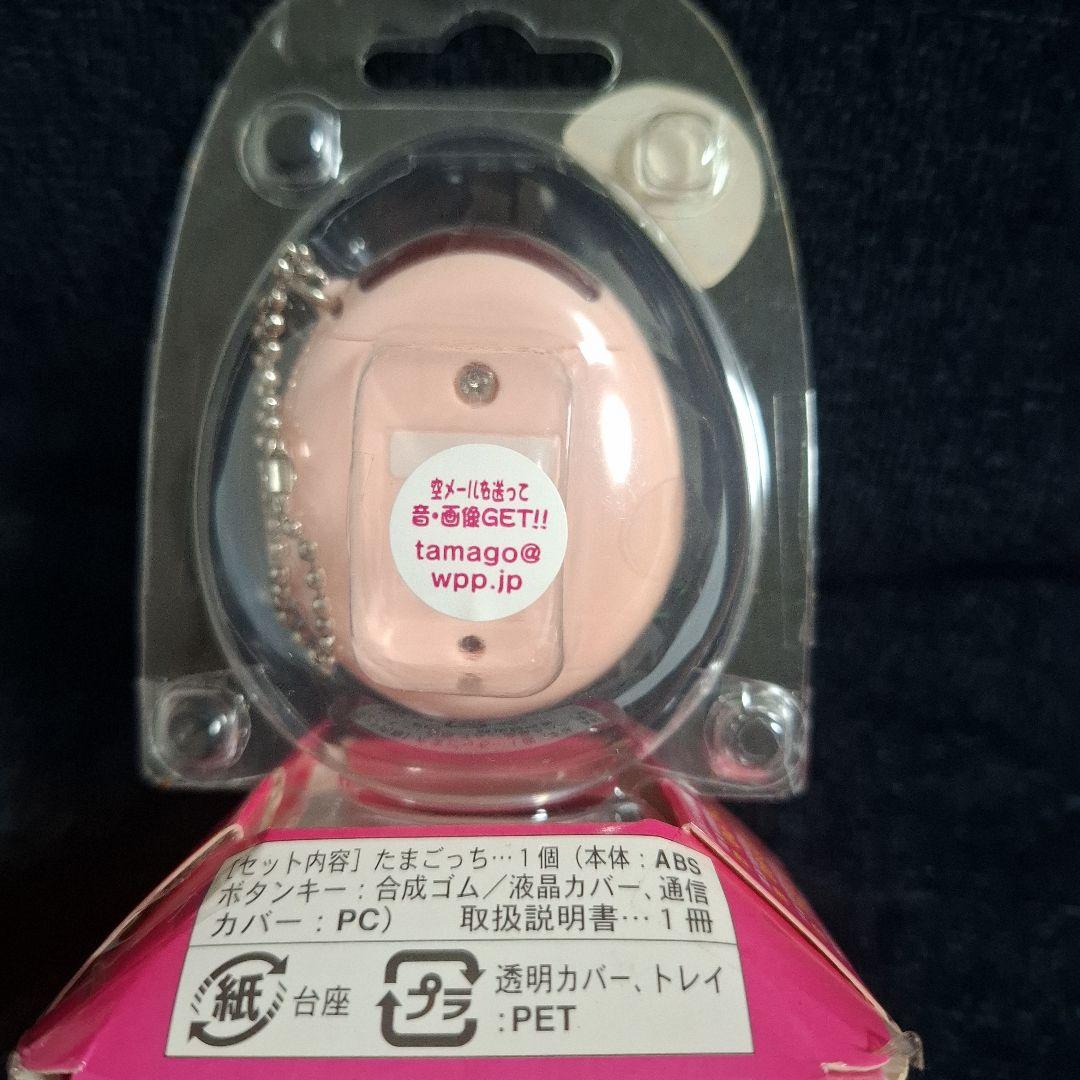 空メールを送って
音・画像GET!!
tamago@
wpp.jp
[セット内容] たまごっち…1個 (本体:ABS
ボタンキー:合成ゴム/液晶カバー、通信
カバー:PC) 取扱説明書…1冊
紙 台座
プラ 透明カバー、トレイ
:PET